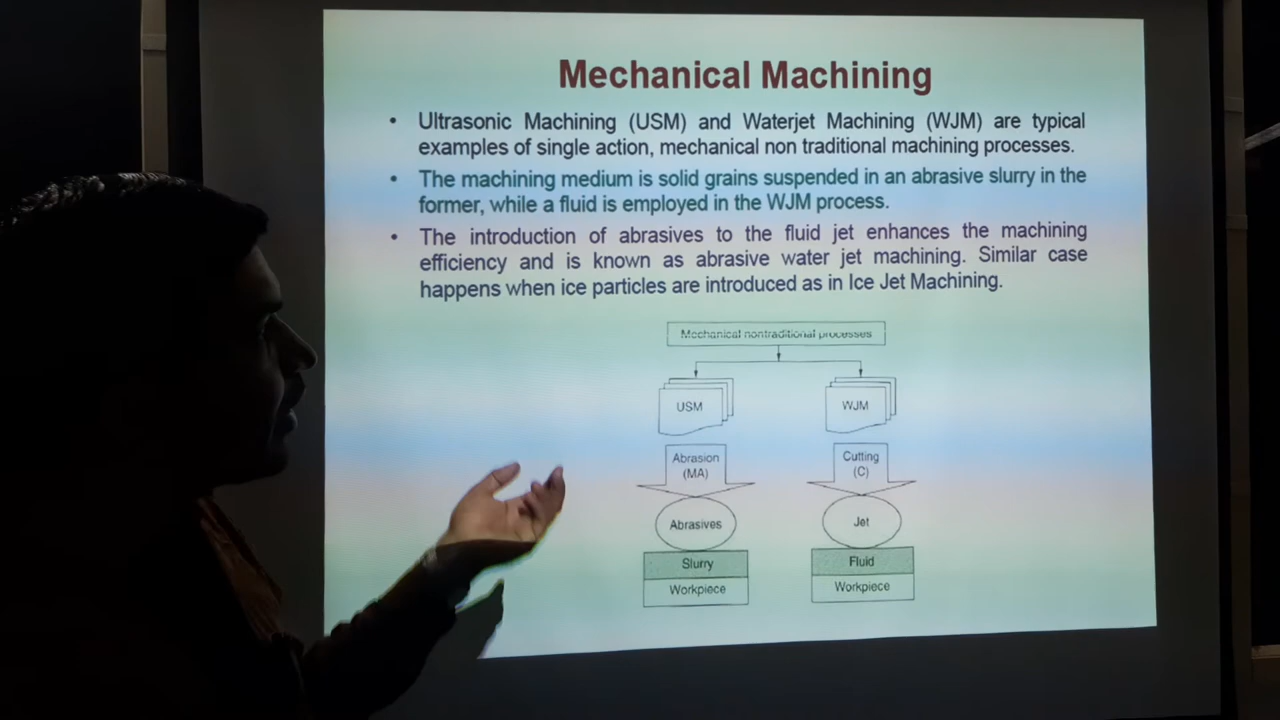 Mechanical Machining
• Ultrasonic Machining (USM) and Waterjet Machining (WJM) are typical
examples of single action, mechanical non traditional machining processes.
• The machining medium is solid grains suspended in an abrasive slurry in the
former, while a fluid is employed in the WJM process.
• The introduction of abrasives to the fluid jet enhances the machining
efficiency and is known as abrasive water jet machining. Similar case
happens when ice particles are introduced as in Ice Jet Machining.
Mechanical nontraditional processes
USM
WJM
Abrasion
(MA)
Cutting
(C)
Abrasives
Jet
Slurry
Fluid
Workpiece
Workpiece